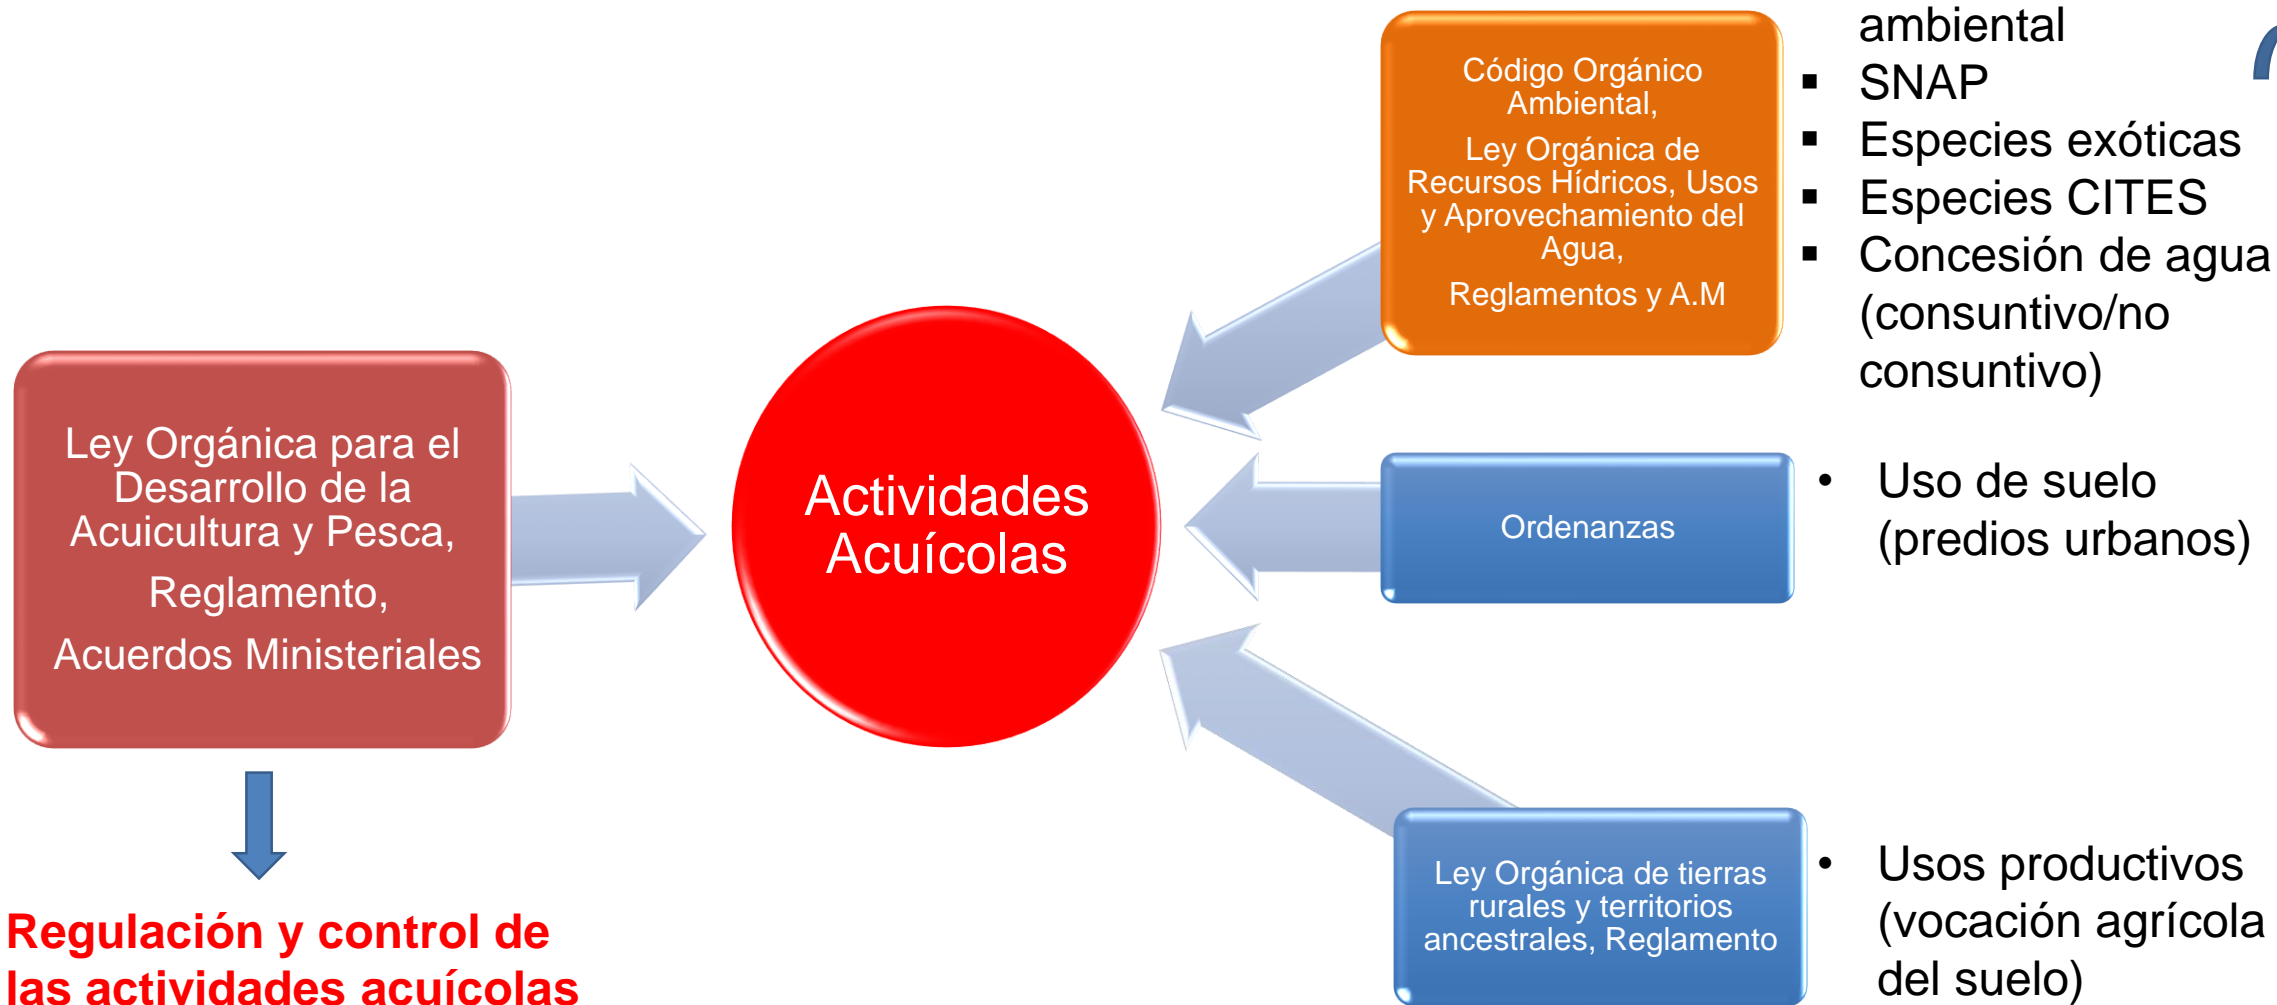 Ley Orgánica para el
Desarrollo de la
Acuicultura y Pesca,
Reglamento,
Acuerdos Ministeriales
Regulación y control de
las actividades acuícolas
Actividades
Acuícolas
Código Orgánico
Ambiental,
Ley Orgánica de
Recursos Hídricos, Usos
y Aprovechamiento del
Agua,
Reglamentos y A.M
ambiental
▪ SNAP
▪ Especies exóticas
▪ Especies CITES
▪ Concesión de agua
(consuntivo/no
consuntivo)
Ordenanzas
• Uso de suelo
(predios urbanos)
Ley Orgánica de tierras
rurales y territorios
ancestrales, Reglamento
• Usos productivos
(vocación agrícola
del suelo)